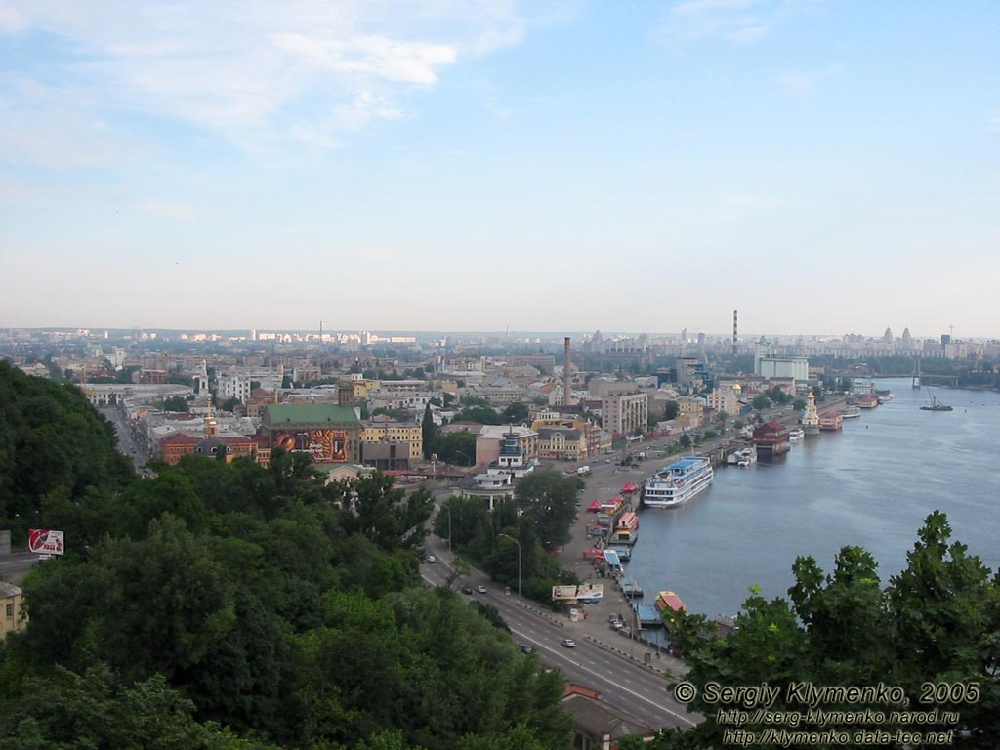 © Sergiy Klymenko, 2005
http://serg-klymenko.narod.ru
http://klymenko.data-tec.net